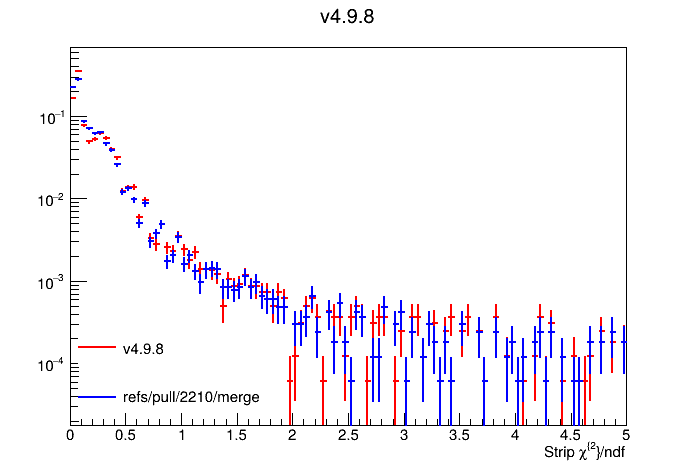 v4.9.8
10⁻¹
10⁻²
10⁻³
10⁻⁴
v4.9.8
refs/pull/2210/merge
0 0.5 1 1.5 2 2.5 3 3.5 4 4.5 5
Strip χ^{2}/ndf